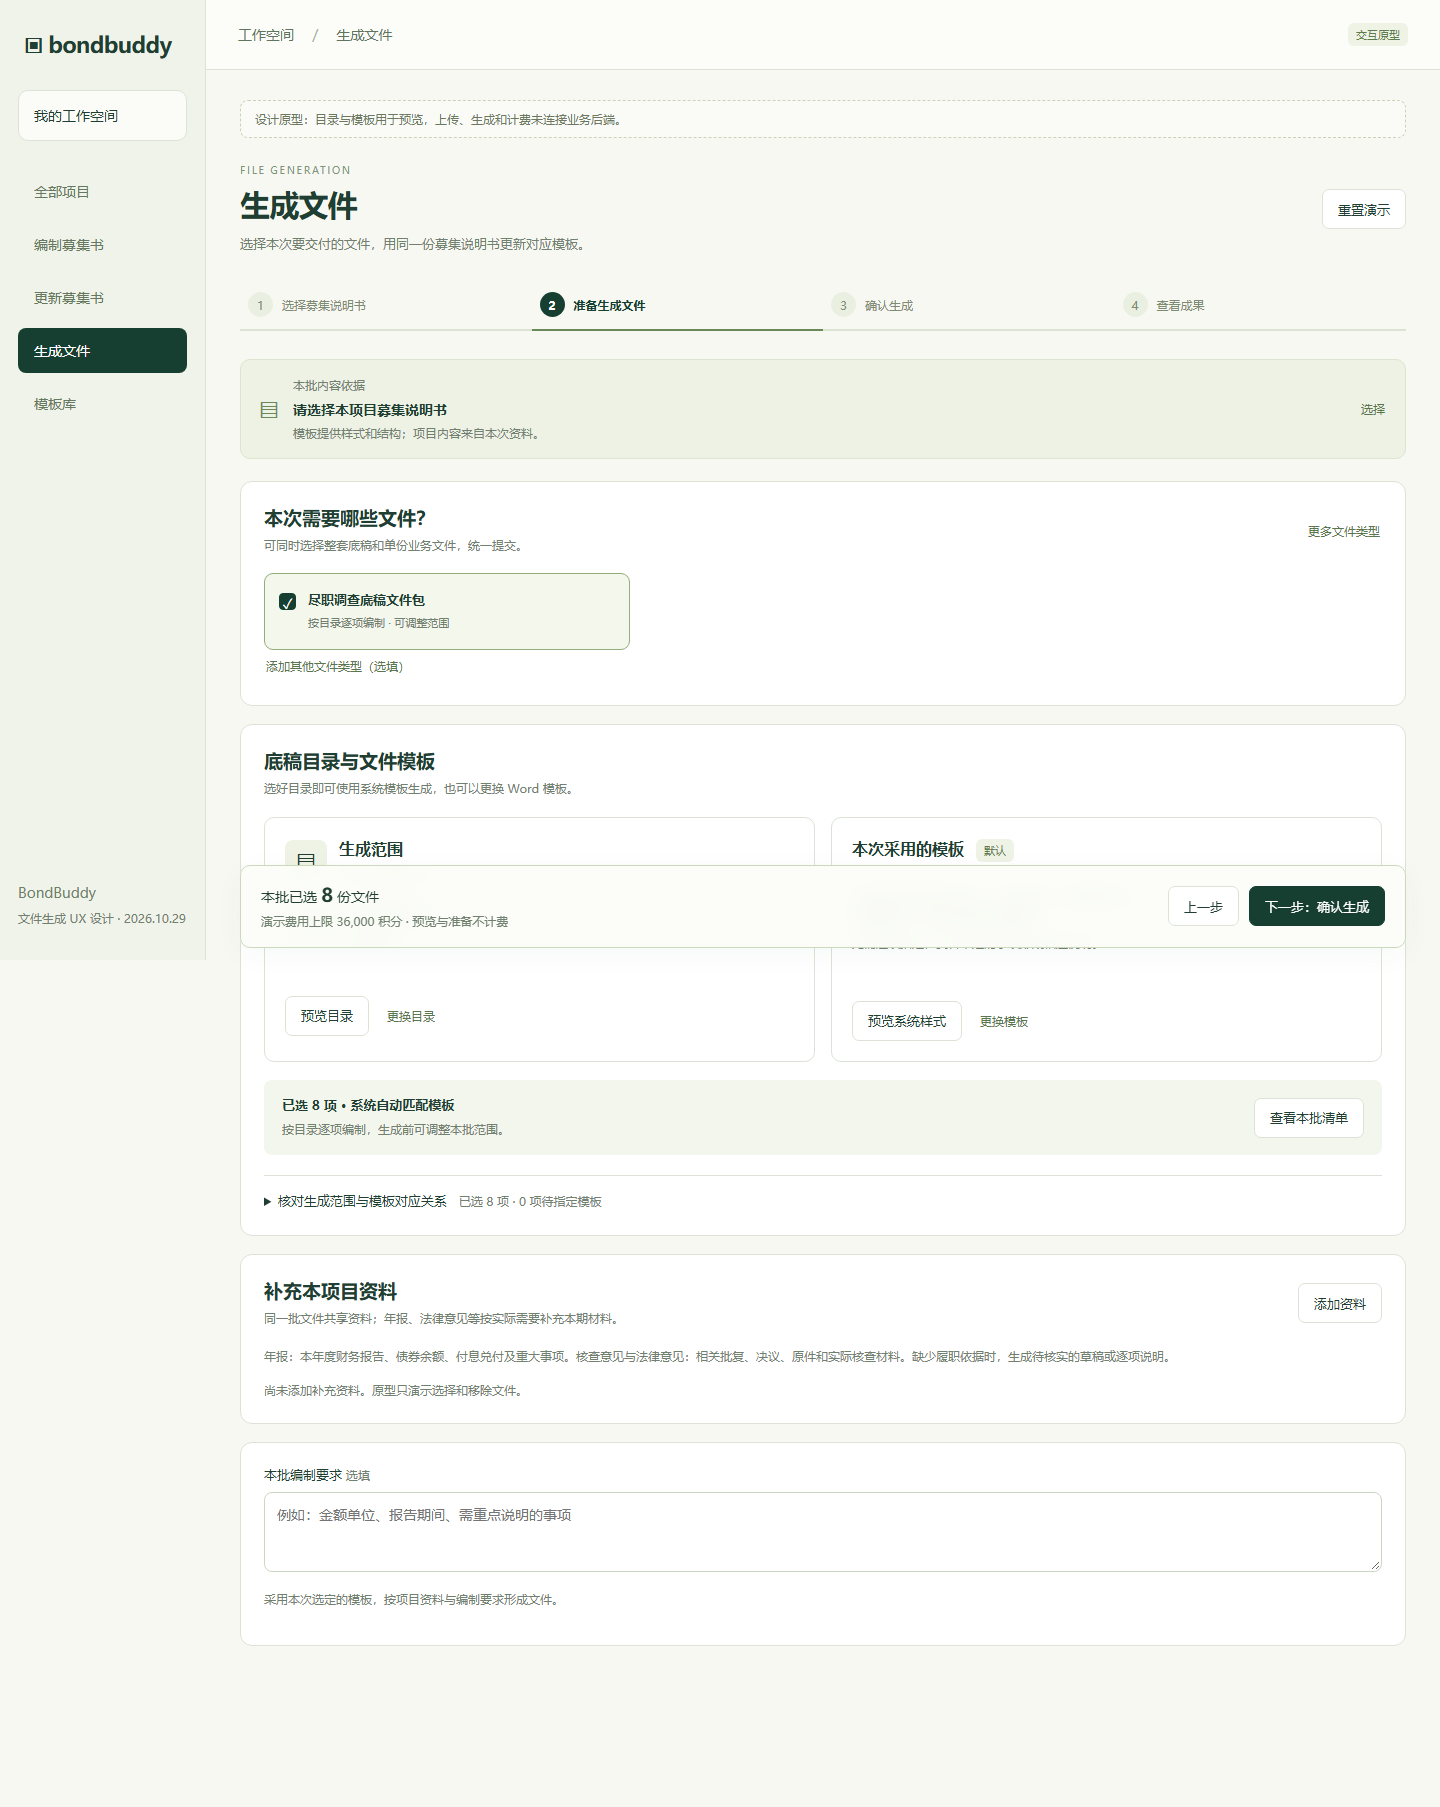 bondbuddy
我的工作空间
全部项目
编制募集书
更新募集书
生成文件
模板库
BondBuddy
文件生成 UX 设计 · 2026.10.29
工作空间 / 生成文件
交互原型
设计原型：目录与模板用于预览，上传、生成和计费未连接业务后端。
FILE GENERATION
生成文件
选择本次要交付的文件，用同一份募集说明书更新对应模板。
重置演示
1 选择募集说明书
2 准备生成文件
3 确认生成
4 查看成果
本批内容依据
请选择本项目募集说明书
模板提供样式和结构；项目内容来自本次资料。
选择
本次需要哪些文件？
可同时选择整套底稿和单份业务文件，统一提交。
更多文件类型
尽职调查底稿文件包
按目录逐项编制 · 可调整范围
添加其他文件类型（选填）
底稿目录与文件模板
选好目录即可使用系统模板生成，也可以更换 Word 模板。
生成范围
本次采用的模板 默认
本批已选 8 份文件
演示费用上限 36,000 积分 · 预览与准备不计费
上一步
下一步：确认生成
预览目录
更换目录
预览系统样式
更换模板
已选 8 项 • 系统自动匹配模板
按目录逐项编制，生成前可调整本批范围。
查看本批清单
核对生成范围与模板对应关系 已选 8 项 · 0 项待指定模板
补充本项目资料
同一批文件共享资料；年报、法律意见等按实际需要补充本期材料。
添加资料
年报：本年度财务报告、债券余额、付息兑付及重大事项。核查意见与法律意见：相关批复、决议、原件和实际核查材料。缺少履职依据时，生成待核实的草稿或逐项说明。
尚未添加补充资料。原型只演示选择和移除文件。
本批编制要求 选填
例如：金额单位、报告期间、需重点说明的事项
采用本次选定的模板，按项目资料与编制要求形成文件。